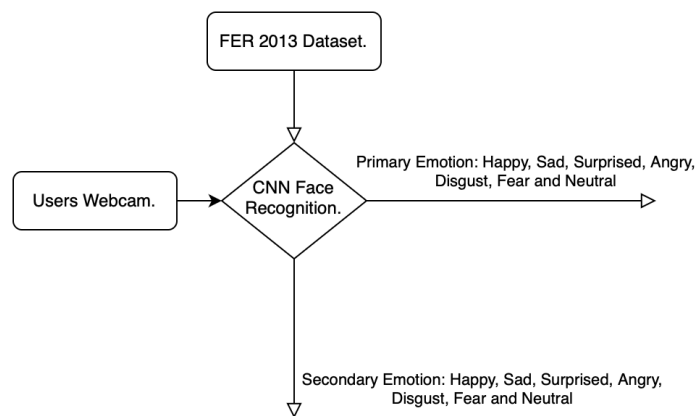 FER 2013 Dataset.
Primary Emotion: Happy, Sad, Surprised, Angry,
Disgust, Fear and Neutral
CNN Face
Recognition.
Users Webcam.
Secondary Emotion: Happy, Sad, Surprised, Angry,
Disgust, Fear and Neutral